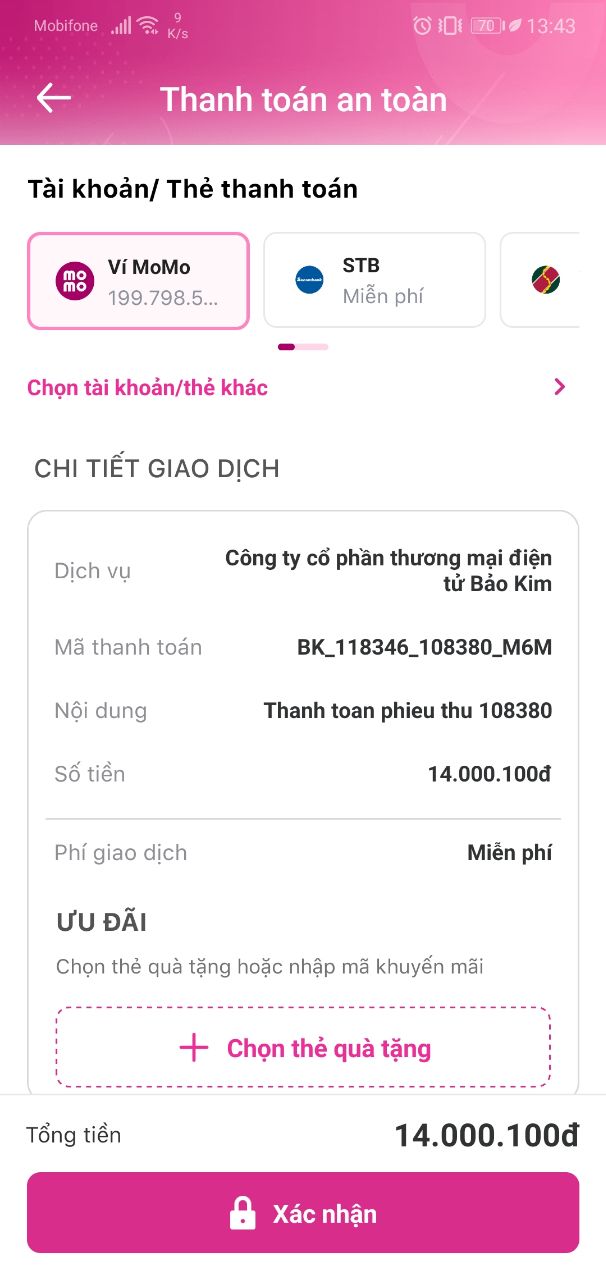 Mobifone
9
K/s
70
13:43
Thanh toán an toàn
Tài khoản/ Thẻ thanh toán
mo
mo
Ví MoMo
199.798.5...
Sacombank
STB
Miễn phí
Chọn tài khoản/thẻ khác
CHI TIẾT GIAO DỊCH
Dịch vụ
Công ty cổ phần thương mại điện
tử Bảo Kim
Mã thanh toán
BK_118346_108380_M6M
Nội dung
Thanh toan phieu thu 108380
Số tiền
14.000.100đ
Phí giao dịch
Miễn phí
ƯU ĐÃI
Chọn thẻ quà tặng hoặc nhập mã khuyến mãi
Chọn thẻ quà tặng
Tổng tiền
14.000.100đ
Xác nhận